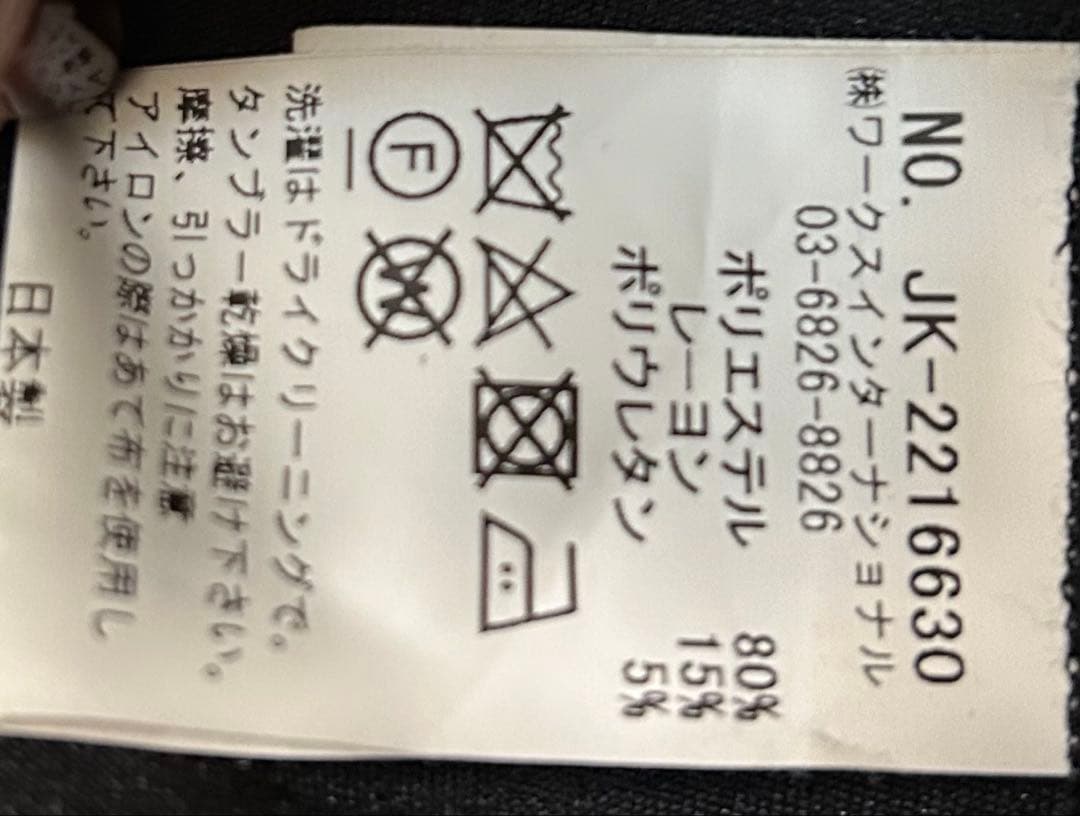 NO. JK-2216630
㈱ワークスインターナショナル
03-6826-8826
ポリエステル 80%
レーヨン 15%
ポリウレタン 5%
F W
洗濯はドライクリーニングで。
タンブラー乾燥はお避け下さい。
摩擦、引っかかりに注意
アイロンの際はあて布を使用し
て下さい。
日本製